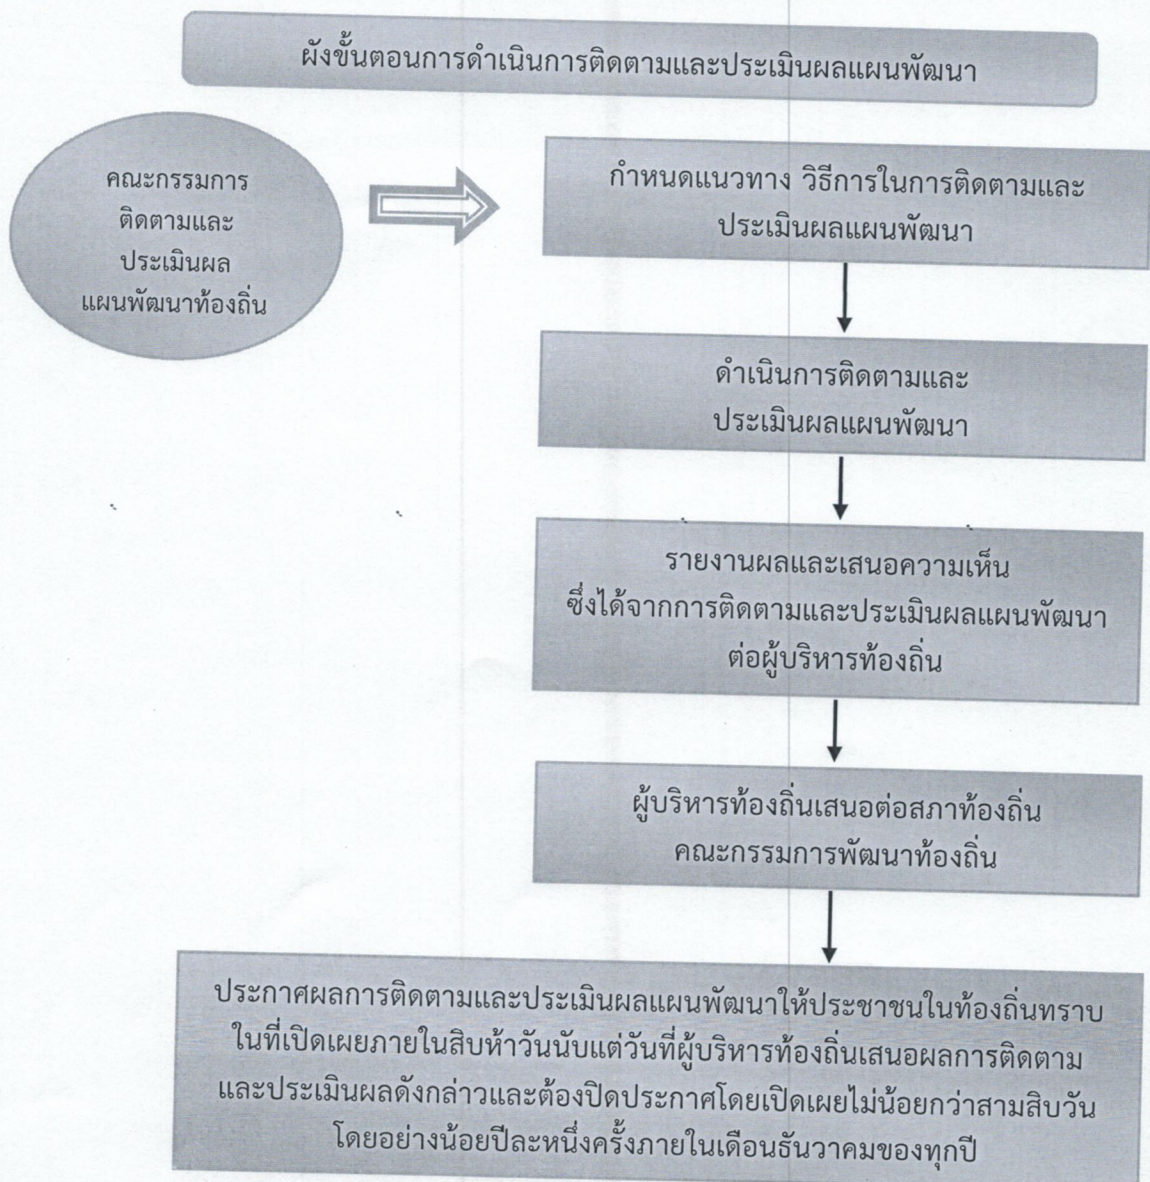 ผังขั้นตอนการดำเนินการติดตามและประเมินผลแผนพัฒนา
คณะกรรมการ
ติดตามและ
ประเมินผล
แผนพัฒนาท้องถิ่น
กำหนดแนวทาง วิธีการในการติดตามและ
ประเมินผลแผนพัฒนา
ดำเนินการติดตามและ
ประเมินผลแผนพัฒนา
รายงานผลและเสนอความเห็น
ซึ่งได้จากการติดตามและประเมินผลแผนพัฒนา
ต่อผู้บริหารท้องถิ่น
ผู้บริหารท้องถิ่นเสนอต่อสภาท้องถิ่น
คณะกรรมการพัฒนาท้องถิ่น
ประกาศผลการติดตามและประเมินผลแผนพัฒนาให้ประชาชนในท้องถิ่นทราบ
ในที่เปิดเผยภายในสิบห้าวันนับแต่วันที่ผู้บริหารท้องถิ่นเสนอผลการติดตาม
และประเมินผลดังกล่าวและต้องปิดประกาศโดยเปิดเผยไม่น้อยกว่าสามสิบวัน
โดยอย่างน้อยปีละหนึ่งครั้งภายในเดือนธันวาคมของทุกปี